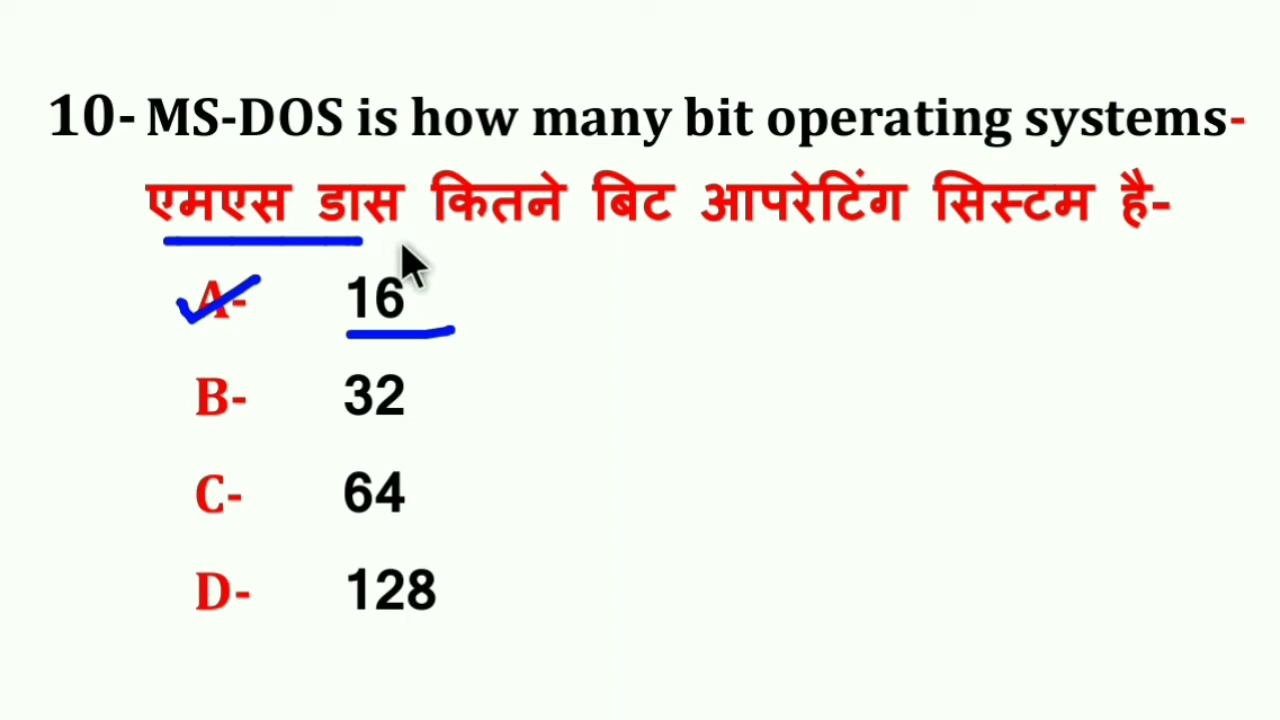 10- MS-DOS is how many bit operating systems-
एमएस डास कितने बिट आपरेटिंग सिस्टम है-
A- 16
B- 32
C- 64
D- 128